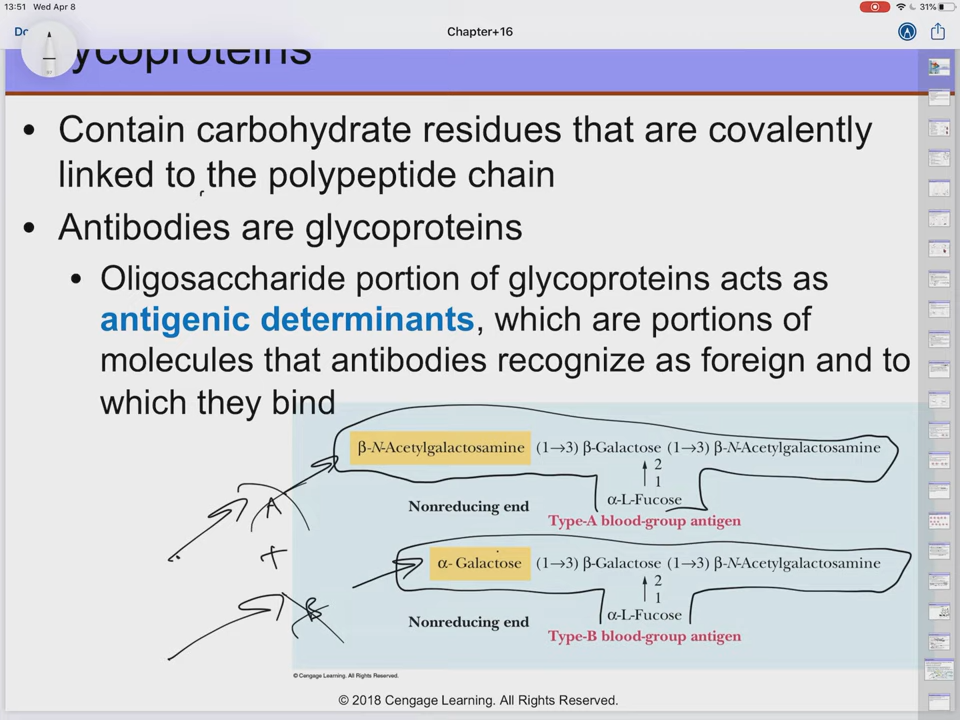 13:51 Wed Apr 8
31%
Chapter+16
ycoproteins
• Contain carbohydrate residues that are covalently
linked to the polypeptide chain
• Antibodies are glycoproteins
• Oligosaccharide portion of glycoproteins acts as
antigenic determinants, which are portions of
molecules that antibodies recognize as foreign and to
which they bind
β-N-Acetylgalactosamine (1→3) β-Galactose (1→3) β-N-Acetylgalactosamine
2
1
α-L-Fucose
Nonreducing end
Type-A blood-group antigen
A
+
α- Galactose (1→3) β-Galactose (1→3) β-N-Acetylgalactosamine
2
1
α-L-Fucose
B
Nonreducing end
Type-B blood-group antigen
© Cengage Learning. All Rights Reserved.
© 2018 Cengage Learning. All Rights Reserved.